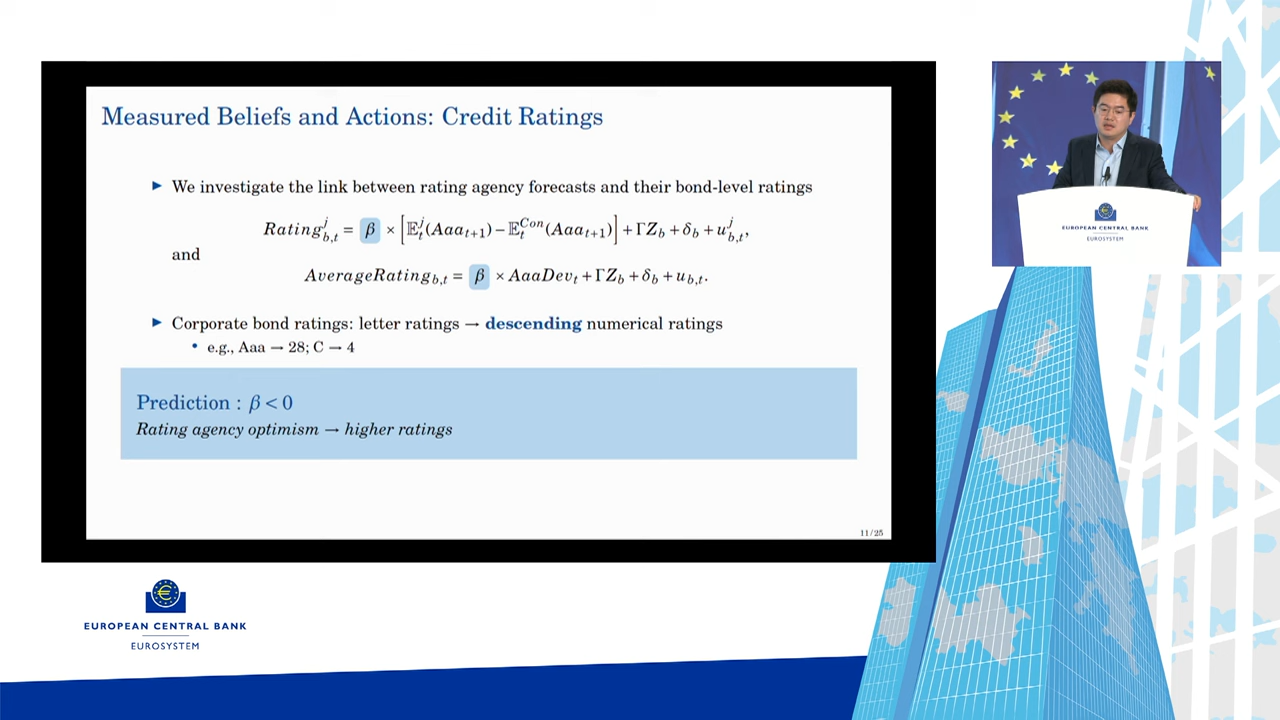 Measured Beliefs and Actions: Credit Ratings
► We investigate the link between rating agency forecasts and their bond-level ratings
Rating^j_{b,t} = β × [𝔼^j_t(Aaa_{t+1}) − 𝔼^{Con}_t(Aaa_{t+1})] + ΓZ_b + δ_b + u^j_{b,t},
and
AverageRating_{b,t} = β × AaaDev_t + ΓZ_b + δ_b + u_{b,t}.
► Corporate bond ratings: letter ratings → descending numerical ratings
• e.g., Aaa → 28; C → 4
Prediction : β < 0
Rating agency optimism → higher ratings
11/25
EUROPEAN CENTRAL BANK
EUROSYSTEM
EUROPEAN CENTRAL BANK
EUROSYSTEM